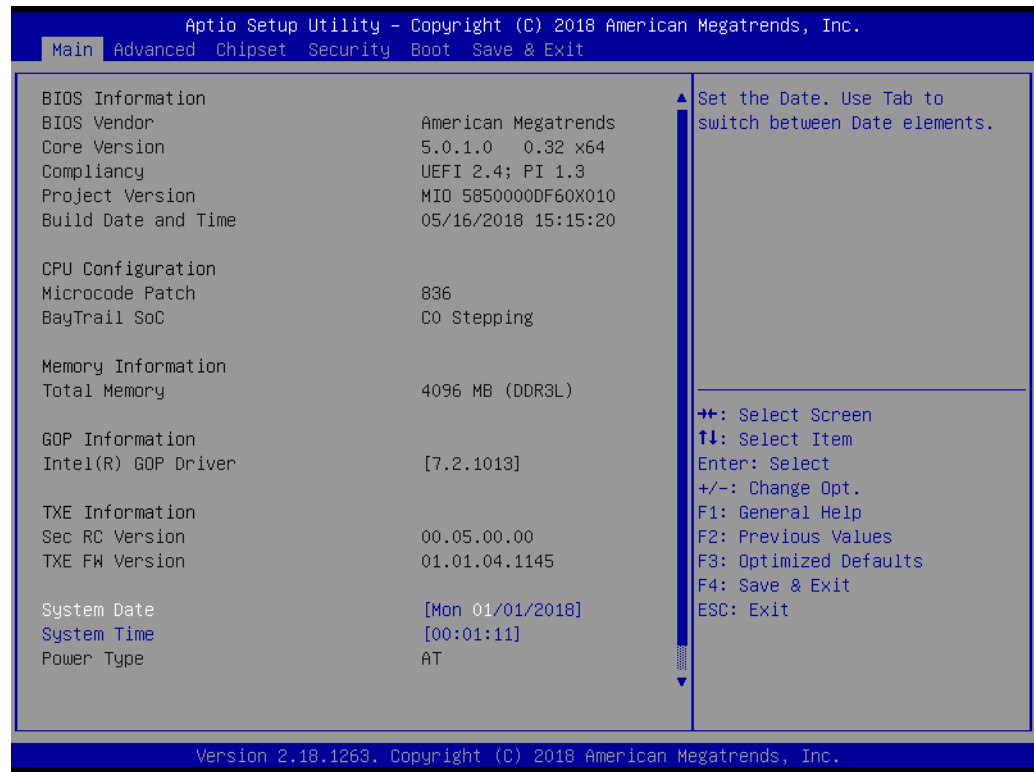 Aptio Setup Utility – Copyright (C) 2018 American Megatrends, Inc.
Main Advanced Chipset Security Boot Save & Exit
BIOS Information
BIOS Vendor American Megatrends
Core Version 5.0.1.0 0.32 x64
Compliancy UEFI 2.4; PI 1.3
Project Version MIO 5850000DF60X010
Build Date and Time 05/16/2018 15:15:20
CPU Configuration
Microcode Patch 836
BayTrail SoC C0 Stepping
Memory Information
Total Memory 4096 MB (DDR3L)
GOP Information
Intel(R) GOP Driver [7.2.1013]
TXE Information
Sec RC Version 00.05.00.00
TXE FW Version 01.01.04.1145
System Date [Mon 01/01/2018]
System Time [00:01:11]
Power Type AT
Set the Date. Use Tab to
switch between Date elements.
→←: Select Screen
↑↓: Select Item
Enter: Select
+/-: Change Opt.
F1: General Help
F2: Previous Values
F3: Optimized Defaults
F4: Save & Exit
ESC: Exit
Version 2.18.1263. Copyright (C) 2018 American Megatrends, Inc.